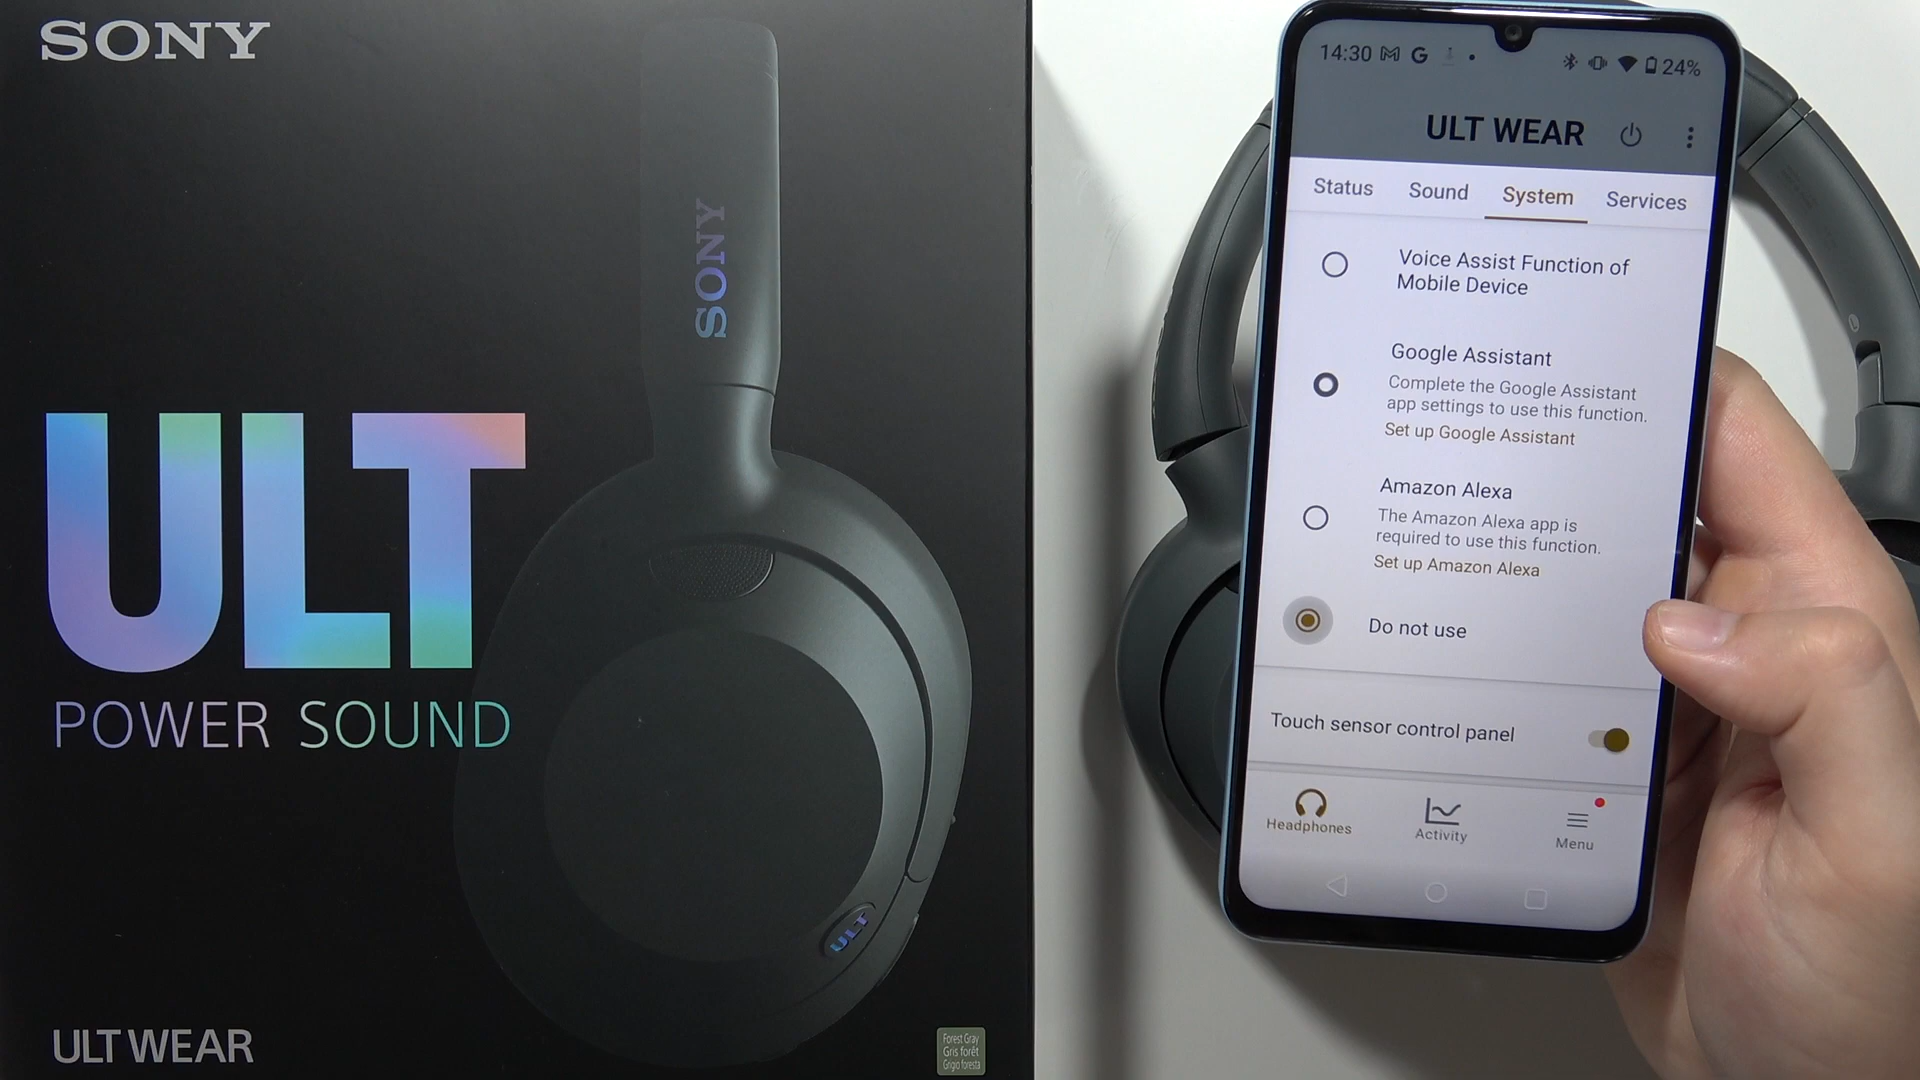 SONY
SONY
ULT
POWER SOUND
ULT
ULT WEAR
Forest Gray
Gris forêt
Grigio foresta
14:30
24%
ULT WEAR
Status Sound System Services
Voice Assist Function of
Mobile Device
Google Assistant
Complete the Google Assistant
app settings to use this function.
Set up Google Assistant
Amazon Alexa
The Amazon Alexa app is
required to use this function.
Set up Amazon Alexa
Do not use
Touch sensor control panel
Headphones Activity Menu
L